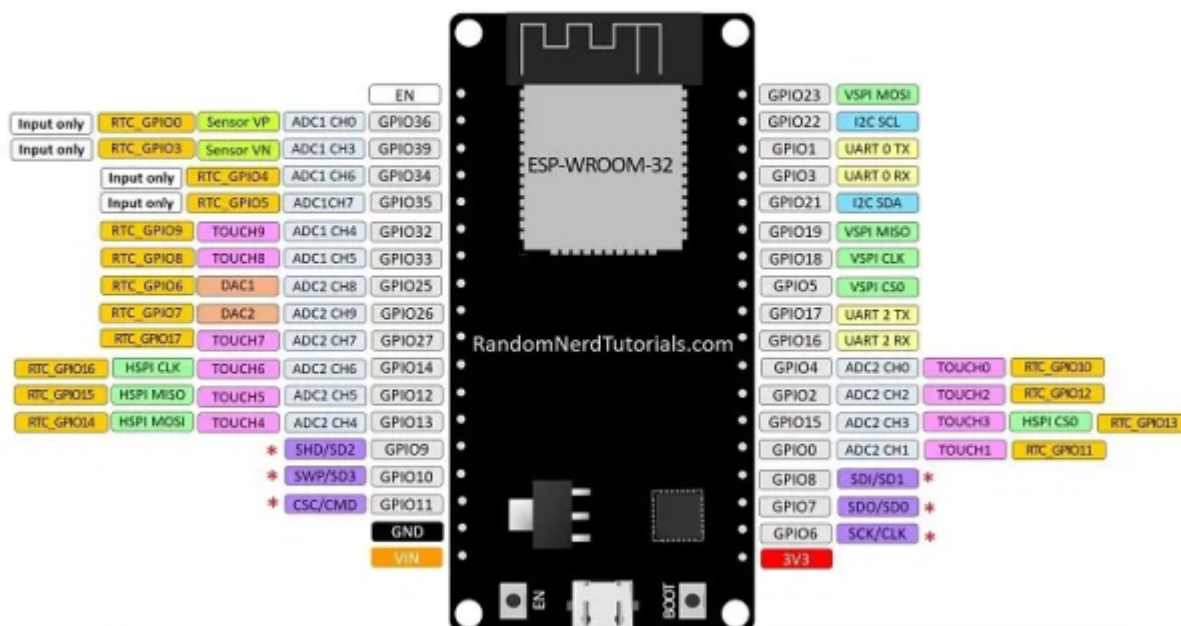 EN GPIO23 VSPI MOSI
Input only RTC_GPIO0 Sensor VP ADC1 CH0 GPIO36 GPIO22 I2C SCL
Input only RTC_GPIO3 Sensor VN ADC1 CH3 GPIO39 GPIO1 UART 0 TX
Input only RTC_GPIO4 ADC1 CH6 GPIO34 ESP-WROOM-32 GPIO3 UART 0 RX
Input only RTC_GPIO5 ADC1CH7 GPIO35 GPIO21 I2C SDA
RTC_GPIO9 TOUCH9 ADC1 CH4 GPIO32 GPIO19 VSPI MISO
RTC_GPIO8 TOUCH8 ADC1 CH5 GPIO33 GPIO18 VSPI CLK
RTC_GPIO6 DAC1 ADC2 CH8 GPIO25 GPIO5 VSPI CS0
RTC_GPIO7 DAC2 ADC2 CH9 GPIO26 GPIO17 UART 2 TX
RTC_GPIO17 TOUCH7 ADC2 CH7 GPIO27 RandomNerdTutorials.com GPIO16 UART 2 RX
RTC_GPIO16 HSPI CLK TOUCH6 ADC2 CH6 GPIO14 GPIO4 ADC2 CH0 TOUCH0 RTC_GPIO10
RTC_GPIO15 HSPI MISO TOUCH5 ADC2 CH5 GPIO12 GPIO2 ADC2 CH2 TOUCH2 RTC_GPIO12
RTC_GPIO14 HSPI MOSI TOUCH4 ADC2 CH4 GPIO13 GPIO15 ADC2 CH3 TOUCH3 HSPI CS0 RTC_GPIO13
* SHD/SD2 GPIO9 GPIO0 ADC2 CH1 TOUCH1 RTC_GPIO11
* SWP/SD3 GPIO10 GPIO8 SDI/SD1 *
* CSC/CMD GPIO11 GPIO7 SDO/SD0 *
GND GPIO6 SCK/CLK *
VIN 3V3
EN BOOT